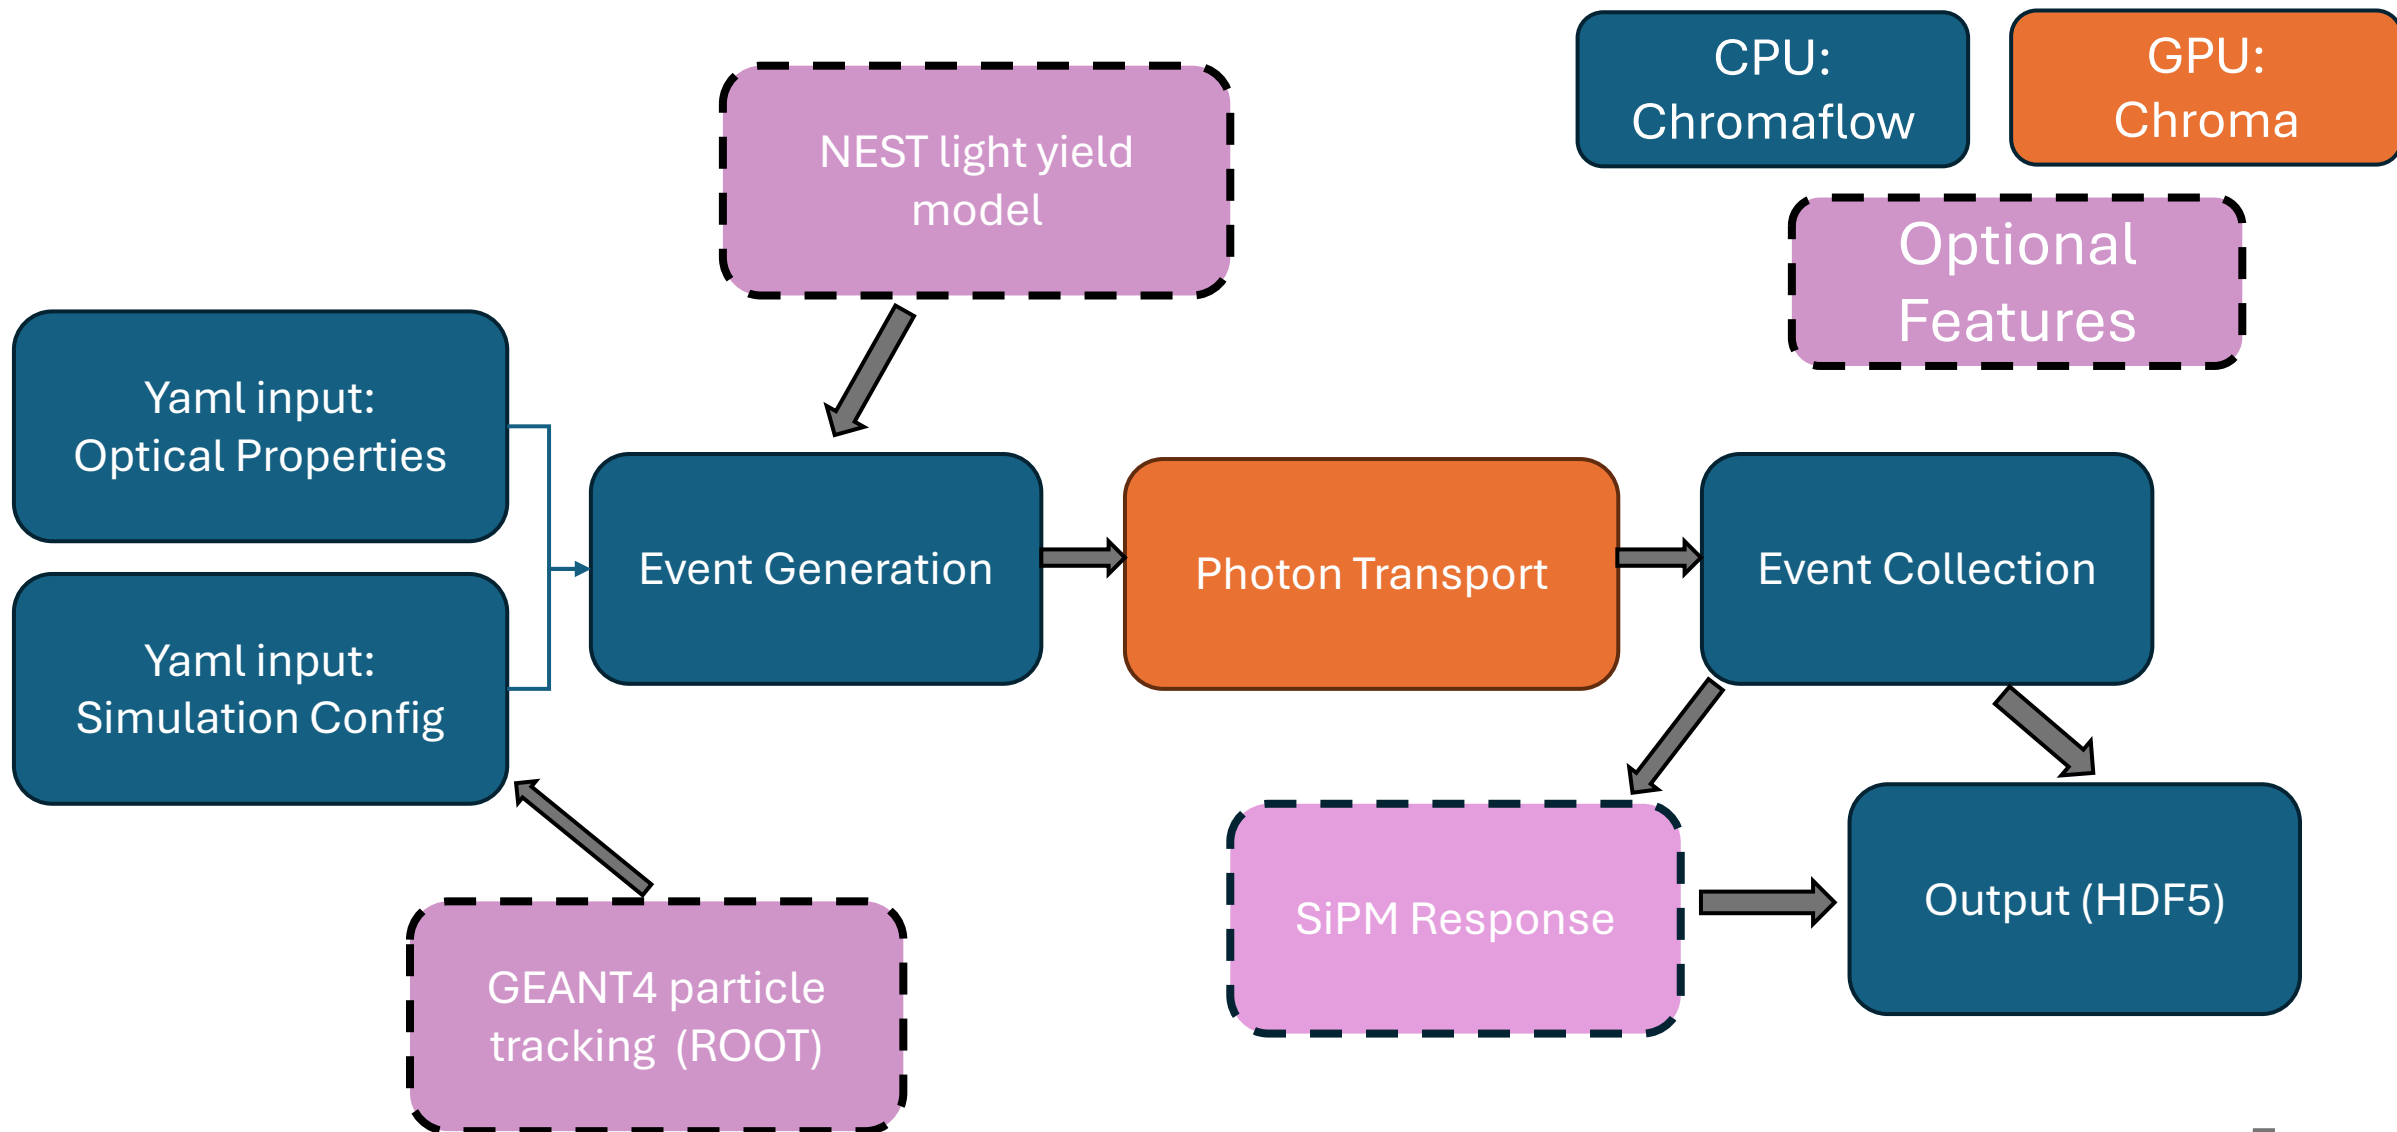 CPU:
Chromaflow
GPU:
Chroma
Optional
Features
NEST light yield
model
Yaml input:
Optical Properties
Yaml input:
Simulation Config
Event Generation
Photon Transport
Event Collection
SiPM Response
Output (HDF5)
GEANT4 particle
tracking (ROOT)